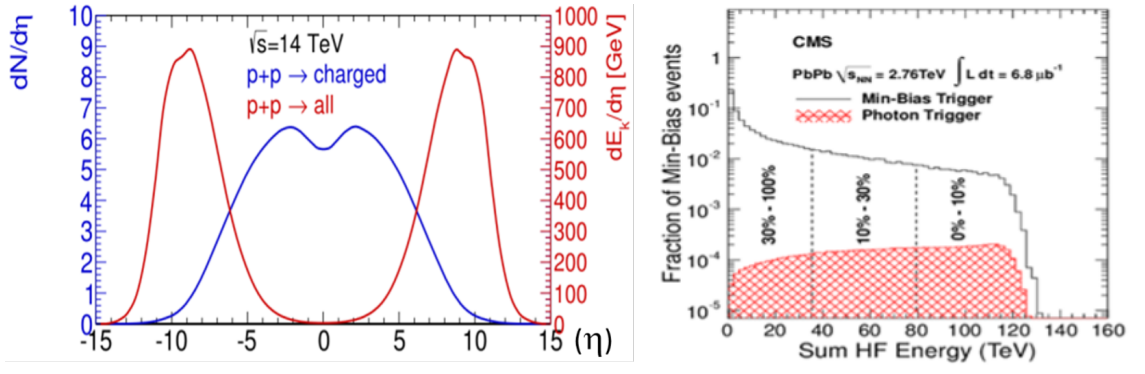 dN/dη
10
9
8
7
6
5
4
3
2
1
0
√s=14 TeV
p+p → charged
p+p → all
1000
900
800
700
600
500
400
300
200
100
0
dE_k/dη [GeV]
-15 -10 -5 0 5 10 15 (η)
Fraction of Min-Bias events
1
10⁻¹
10⁻²
10⁻³
10⁻⁴
10⁻⁵
CMS
PbPb √s_NN = 2.76TeV ∫L dt = 6.8 μb⁻¹
Min-Bias Trigger
Photon Trigger
30% - 100%
10% - 30%
0% - 10%
0 20 40 60 80 100 120 140 160
Sum HF Energy (TeV)